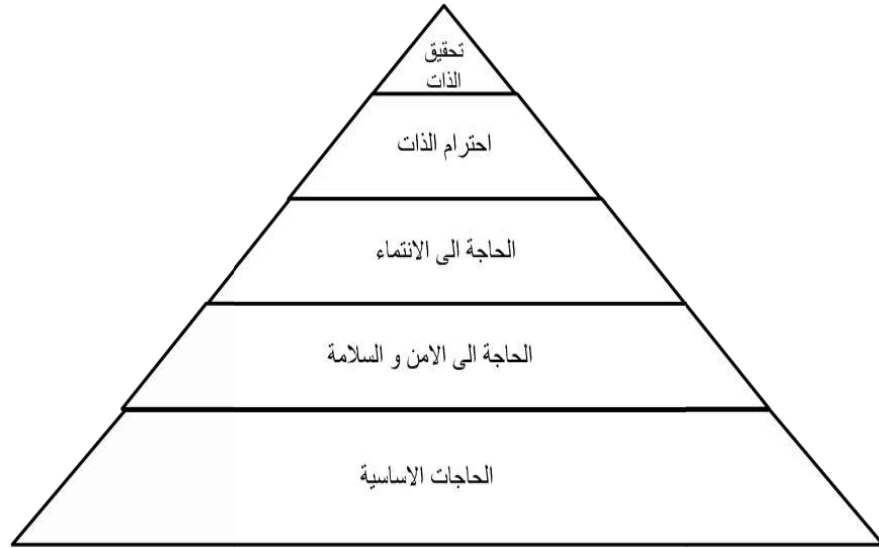 تحقيق
الذات
احترام الذات
الحاجة الى الانتماء
الحاجة الى الامن و السلامة
الحاجات الاساسية